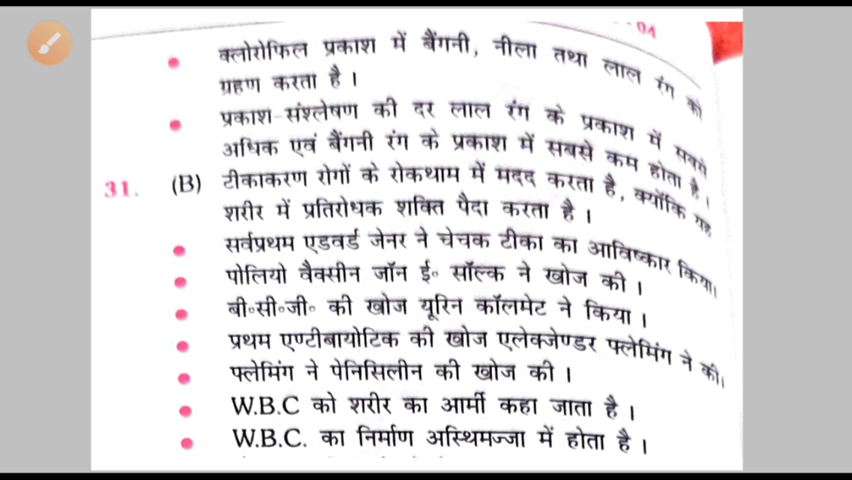 04
क्लोरोफिल प्रकाश में बैंगनी, नीला तथा लाल रंग को
ग्रहण करता है ।
प्रकाश-संश्लेषण की दर लाल रंग के प्रकाश में सबसे
अधिक एवं बैंगनी रंग के प्रकाश में सबसे कम होता है ।
31. (B) टीकाकरण रोगों के रोकथाम में मदद करता है, क्योंकि यह
शरीर में प्रतिरोधक शक्ति पैदा करता है ।
सर्वप्रथम एडवर्ड जेनर ने चेचक टीका का आविष्कार किया।
पोलियो वैक्सीन जॉन ई॰ सॉल्क ने खोज की ।
बी॰सी॰जी॰ की खोज यूरिन कॉलमेट ने किया ।
प्रथम एण्टीबायोटिक की खोज एलेक्जेण्डर फ्लेमिंग ने की।
फ्लेमिंग ने पेनिसिलीन की खोज की ।
W.B.C को शरीर का आर्मी कहा जाता है ।
W.B.C. का निर्माण अस्थिमज्जा में होता है ।